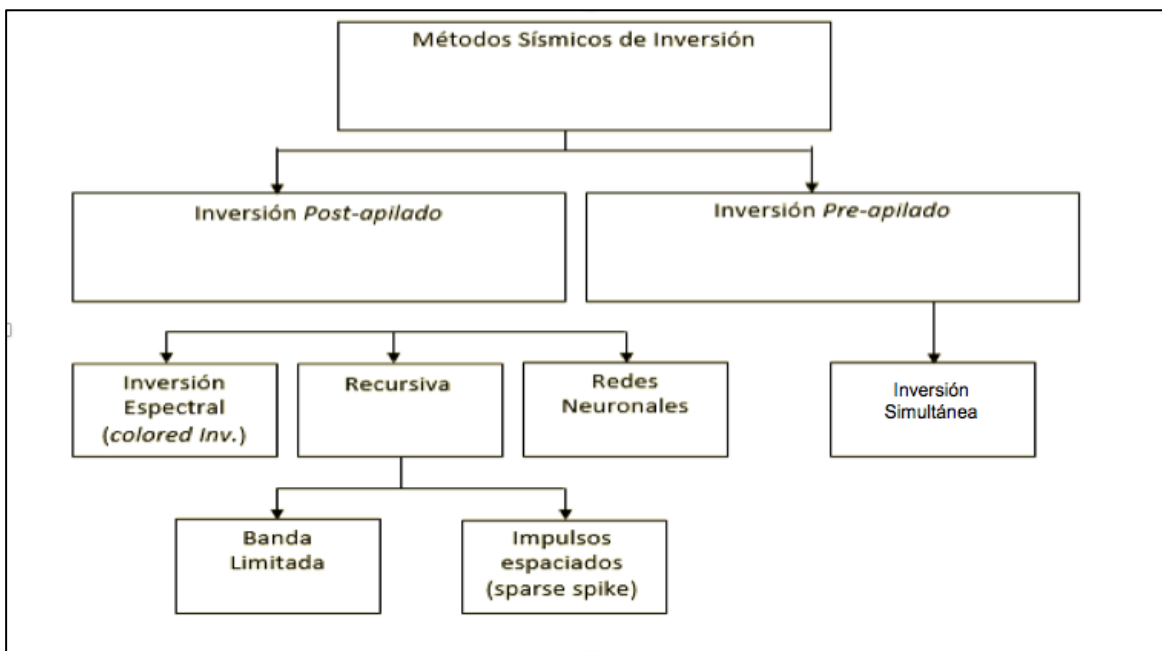 Métodos Sísmicos de Inversión
Inversión Post-apilado
Inversión Pre-apilado
Inversión
Espectral
(colored Inv.)
Recursiva
Redes
Neuronales
Inversión
Simultánea
Banda
Limitada
Impulsos
espaciados
(sparse spike)